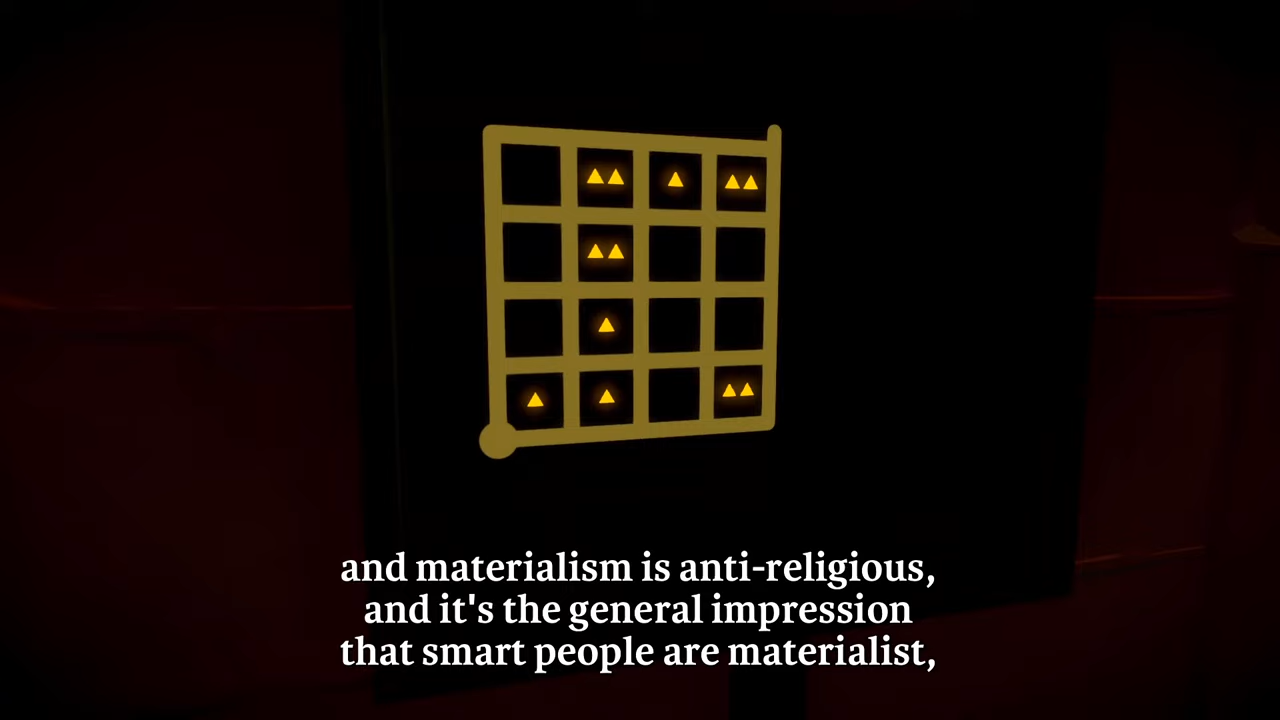 and materialism is anti-religious,
and it's the general impression
that smart people are materialist,